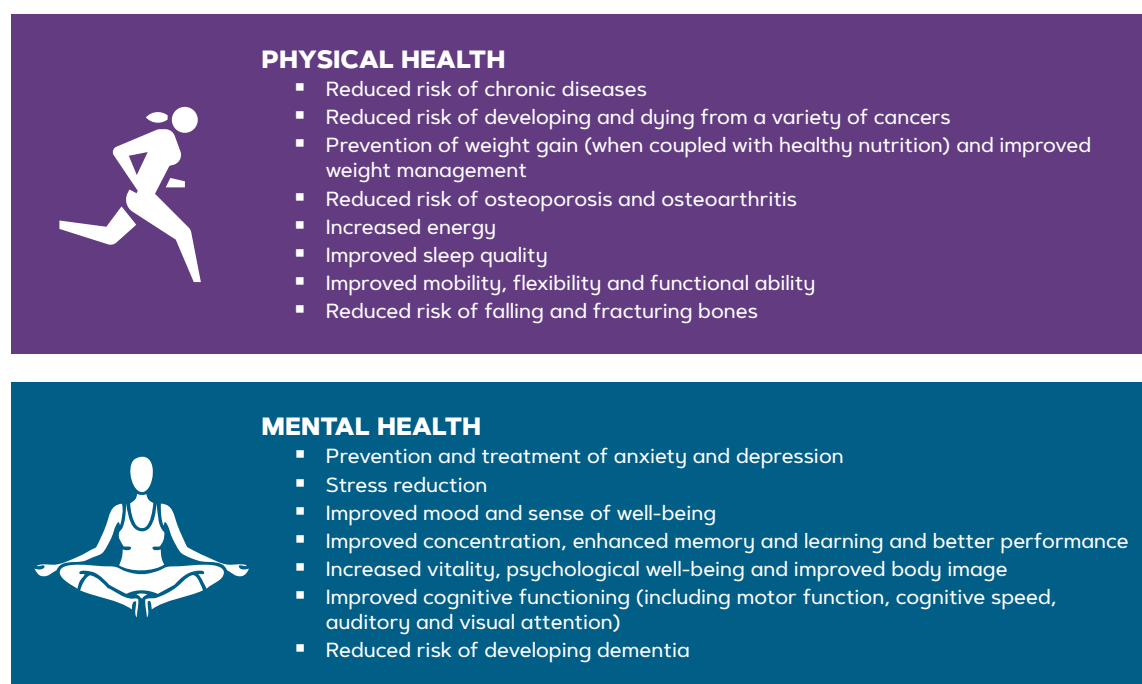 PHYSICAL HEALTH
▪ Reduced risk of chronic diseases
▪ Reduced risk of developing and dying from a variety of cancers
▪ Prevention of weight gain (when coupled with healthy nutrition) and improved
weight management
▪ Reduced risk of osteoporosis and osteoarthritis
▪ Increased energy
▪ Improved sleep quality
▪ Improved mobility, flexibility and functional ability
▪ Reduced risk of falling and fracturing bones
MENTAL HEALTH
▪ Prevention and treatment of anxiety and depression
▪ Stress reduction
▪ Improved mood and sense of well-being
▪ Improved concentration, enhanced memory and learning and better performance
▪ Increased vitality, psychological well-being and improved body image
▪ Improved cognitive functioning (including motor function, cognitive speed,
auditory and visual attention)
▪ Reduced risk of developing dementia